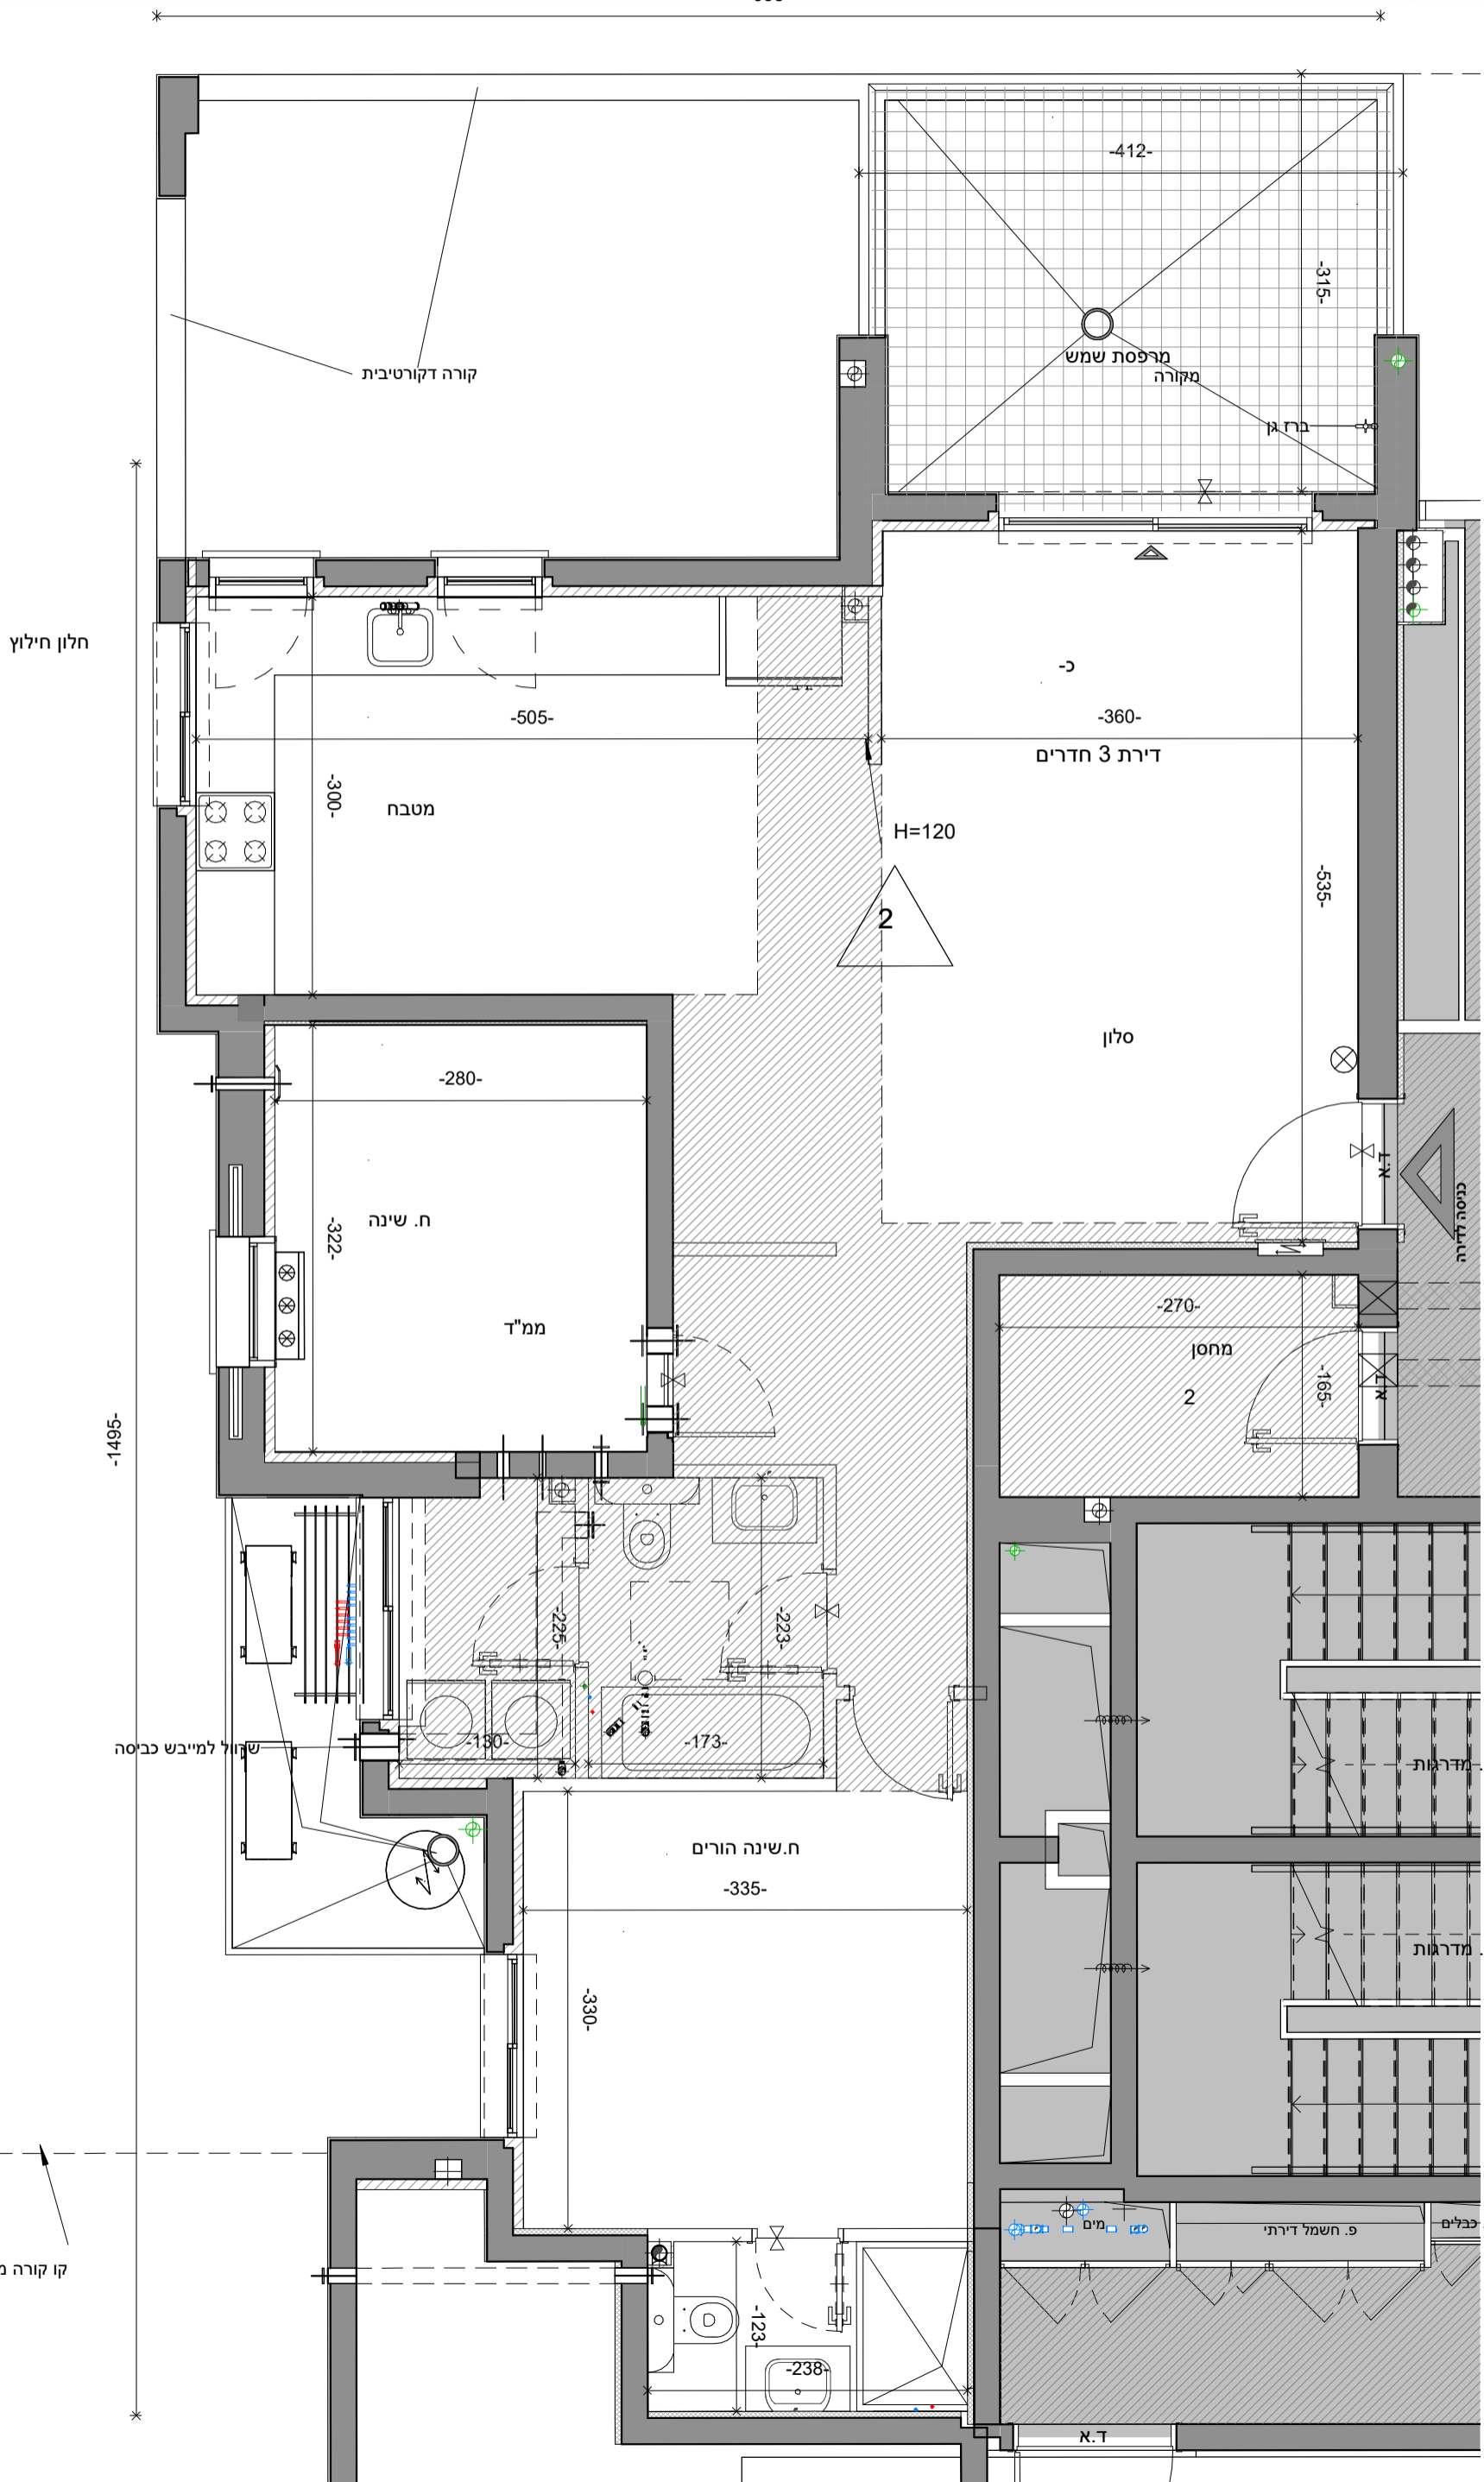 -412-
-315-
קורה דקורטיבית
מרפסת שמש
מקורה
ברז גן
חלון חילוץ
כ-
-505-
-360-
דירת 3 חדרים
-300-
מטבח
H=120
-535-
2
סלון
-280-
ד.א
כניסה לדירה
ח. שינה
-322-
-270-
ממ"ד
מחסן
-165-
ד.א
2
-1495-
-225-
-223-
-130-
-173-
שרוול למייבש כביסה
מדרגות
ח.שינה הורים
-335-
מדרגות
-330-
מים
פ. חשמל דירתי
כבלים
קו קורה מ
-123-
-238-
ד.א